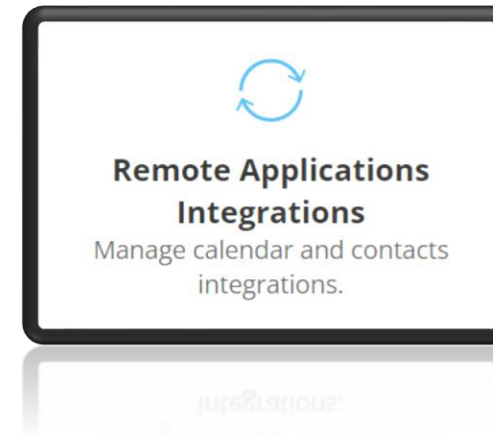 Remote Applications
Integrations
Manage calendar and contacts
integrations.